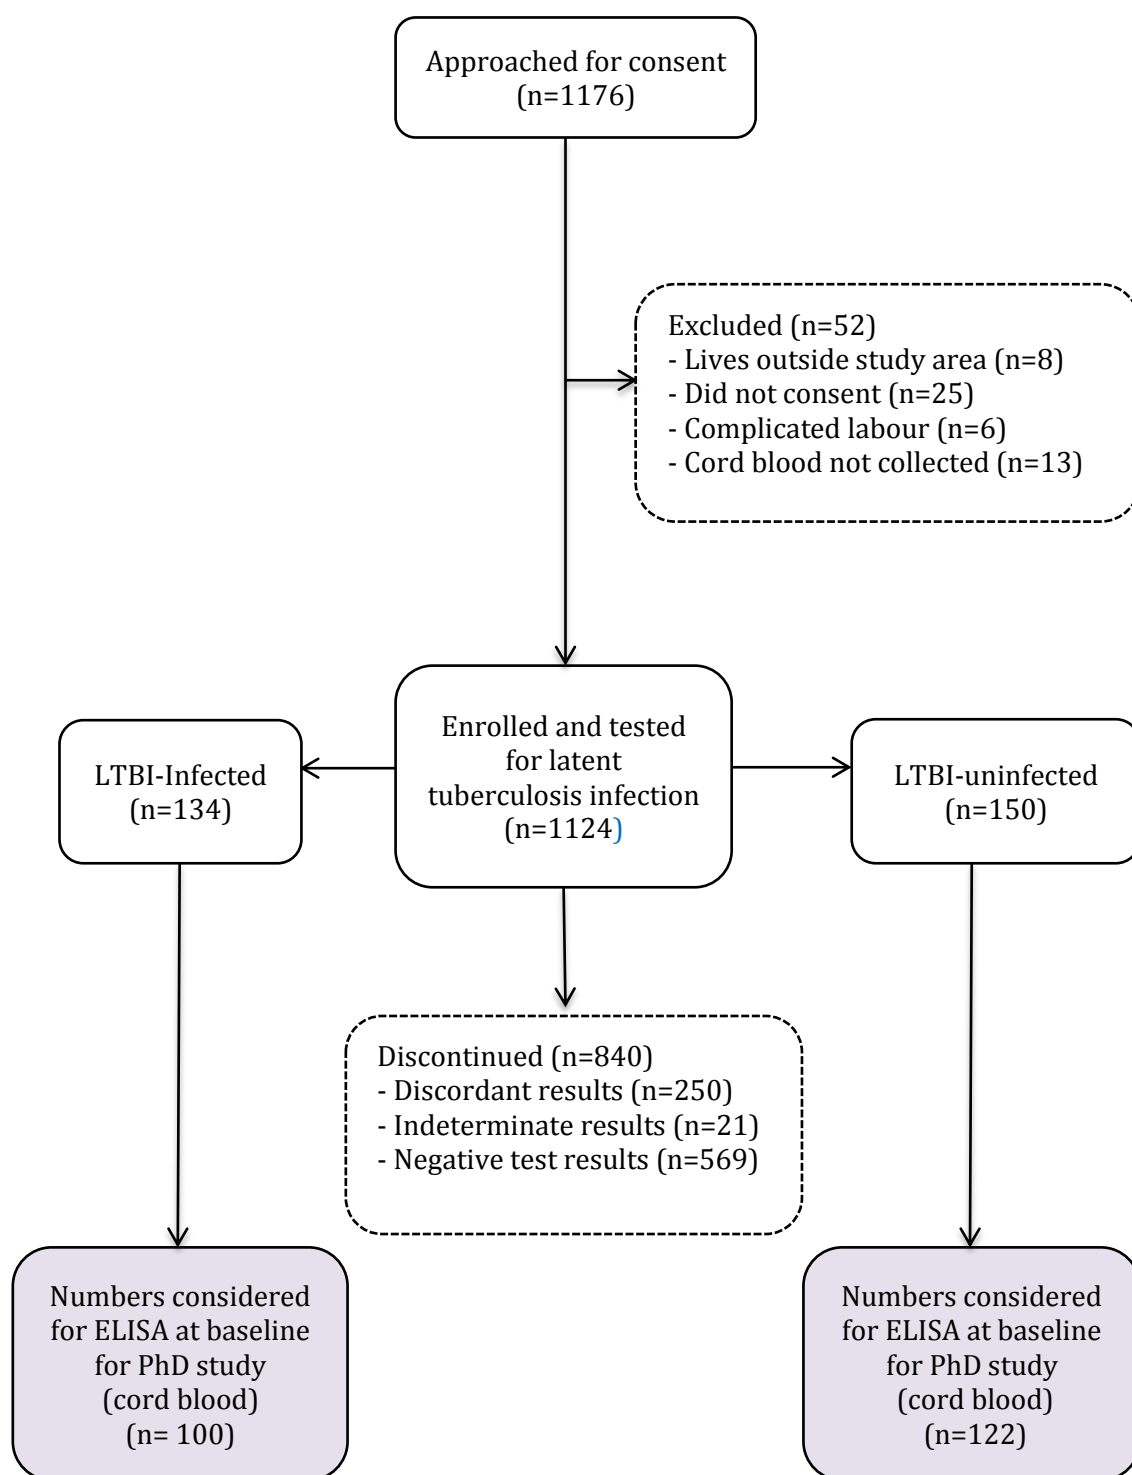 Approached for consent
(n=1176)
Excluded (n=52)
- Lives outside study area (n=8)
- Did not consent (n=25)
- Complicated labour (n=6)
- Cord blood not collected (n=13)
LTBI-Infected
(n=134)
Enrolled and tested
for latent
tuberculosis infection
(n=1124)
LTBI-uninfected
(n=150)
Discontinued (n=840)
- Discordant results (n=250)
- Indeterminate results (n=21)
- Negative test results (n=569)
Numbers considered
for ELISA at baseline
for PhD study
(cord blood)
(n= 100)
Numbers considered
for ELISA at baseline
for PhD study
(cord blood)
(n=122)